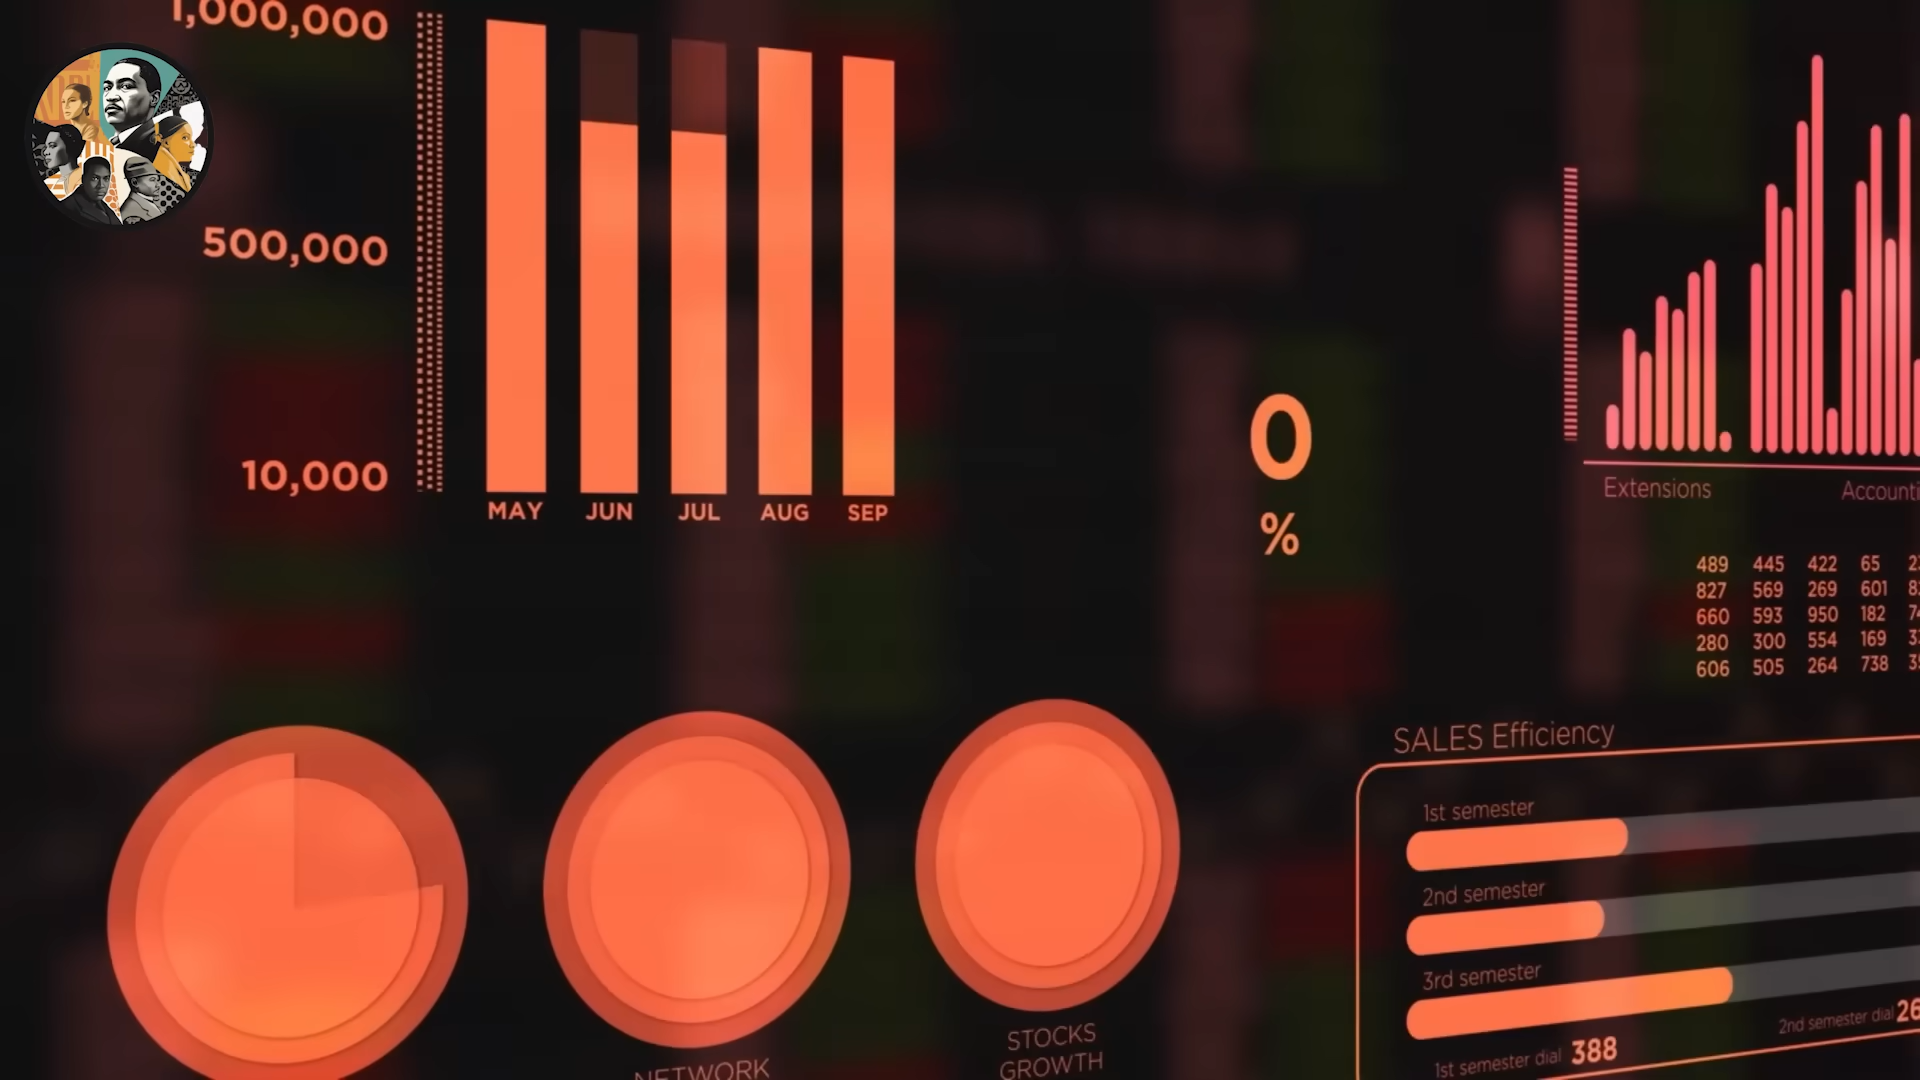 1,000,000
500,000
10,000
MAY JUN JUL AUG SEP
0
%
Extensions
489 445 422 65
827 569 269 601
660 593 950 182
280 300 554 169
606 505 264 738
SALES Efficiency
1st semester
2nd semester
3rd semester
2nd semester dial
1st semester dial 388
STOCKS
GROWTH
NETWORK